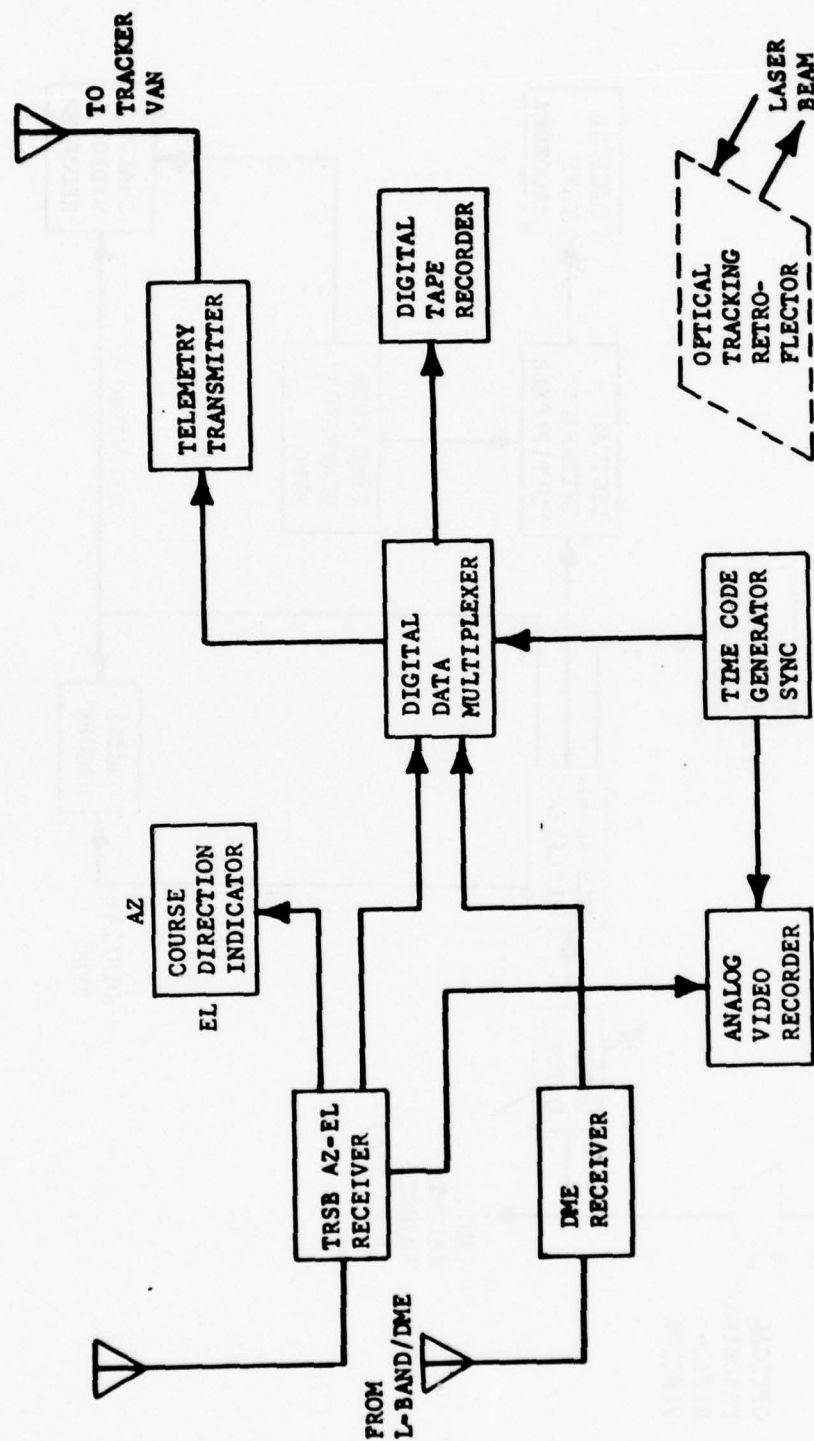 TO
TRACKER
VAN
TELEMETRY
TRANSMITTER
DIGITAL
TAPE
RECORDER
LASER
BEAM
OPTICAL
TRACKING
RETRO-
FLECTOR
AZ
COURSE
DIRECTION
INDICATOR
EL
DIGITAL
DATA
MULTIPLEXER
TIME CODE
GENERATOR
SYNC
TRSB AZ-EL
RECEIVER
ANALOG
VIDEO
RECORDER
DME
RECEIVER
FROM
L-BAND/DME